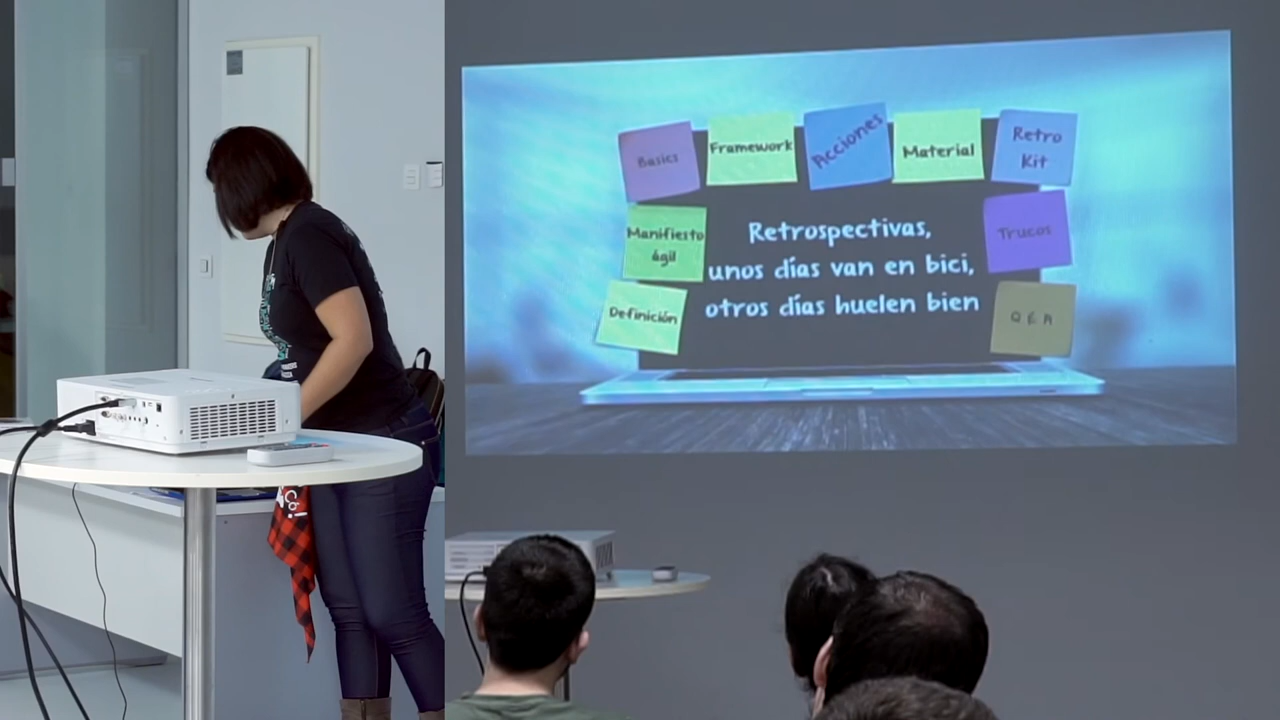 Basics
Framework
Acciones
Material
Retro
Kit
Manifiesto
ágil
Trucos
Definición
Q & A
Retrospectivas,
unos días van en bici,
otros días huelen bien